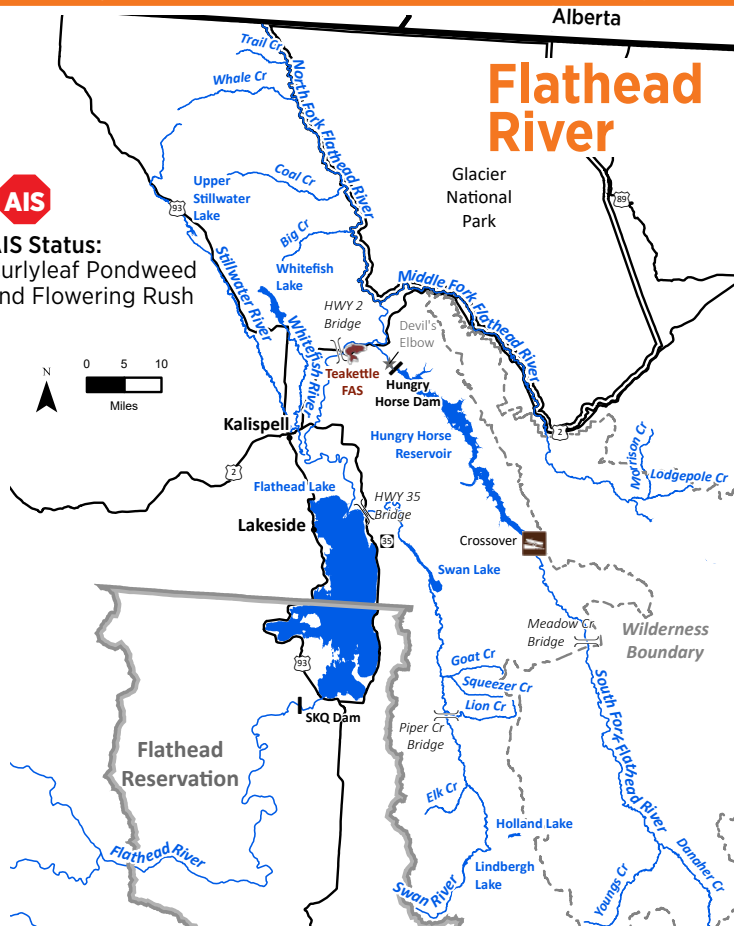 Alberta
Flathead
River
Trail Cr
North Fork Flathead River
Whale Cr
Glacier
National
Park
AIS
Coal Cr
Upper
Stillwater
Lake
93
89
AIS Status:
urlyleaf Pondweed
nd Flowering Rush
Big Cr
Stillwater River
Whitefish
Lake
Middle Fork Flathead River
HWY 2
Bridge
Devil's
Elbow
Whitefish River
N
0 5 10
Miles
Teakettle
FAS
Hungry
Horse Dam
Kalispell
2
Hungry Horse
Reservoir
Morrison Cr
Lodgepole Cr
2
Flathead Lake
HWY 35
Bridge
Lakeside
35
Crossover
Swan Lake
Meadow Cr
Bridge
Wilderness
Boundary
Goat Cr
93
Squeezer Cr
Lion Cr
South Fork Flathead River
SKQ Dam
Piper Cr
Bridge
Flathead
Reservation
Elk Cr
Holland Lake
Flathead River
Lindbergh
Lake
Danaher Cr
Youngs Cr
Swan River